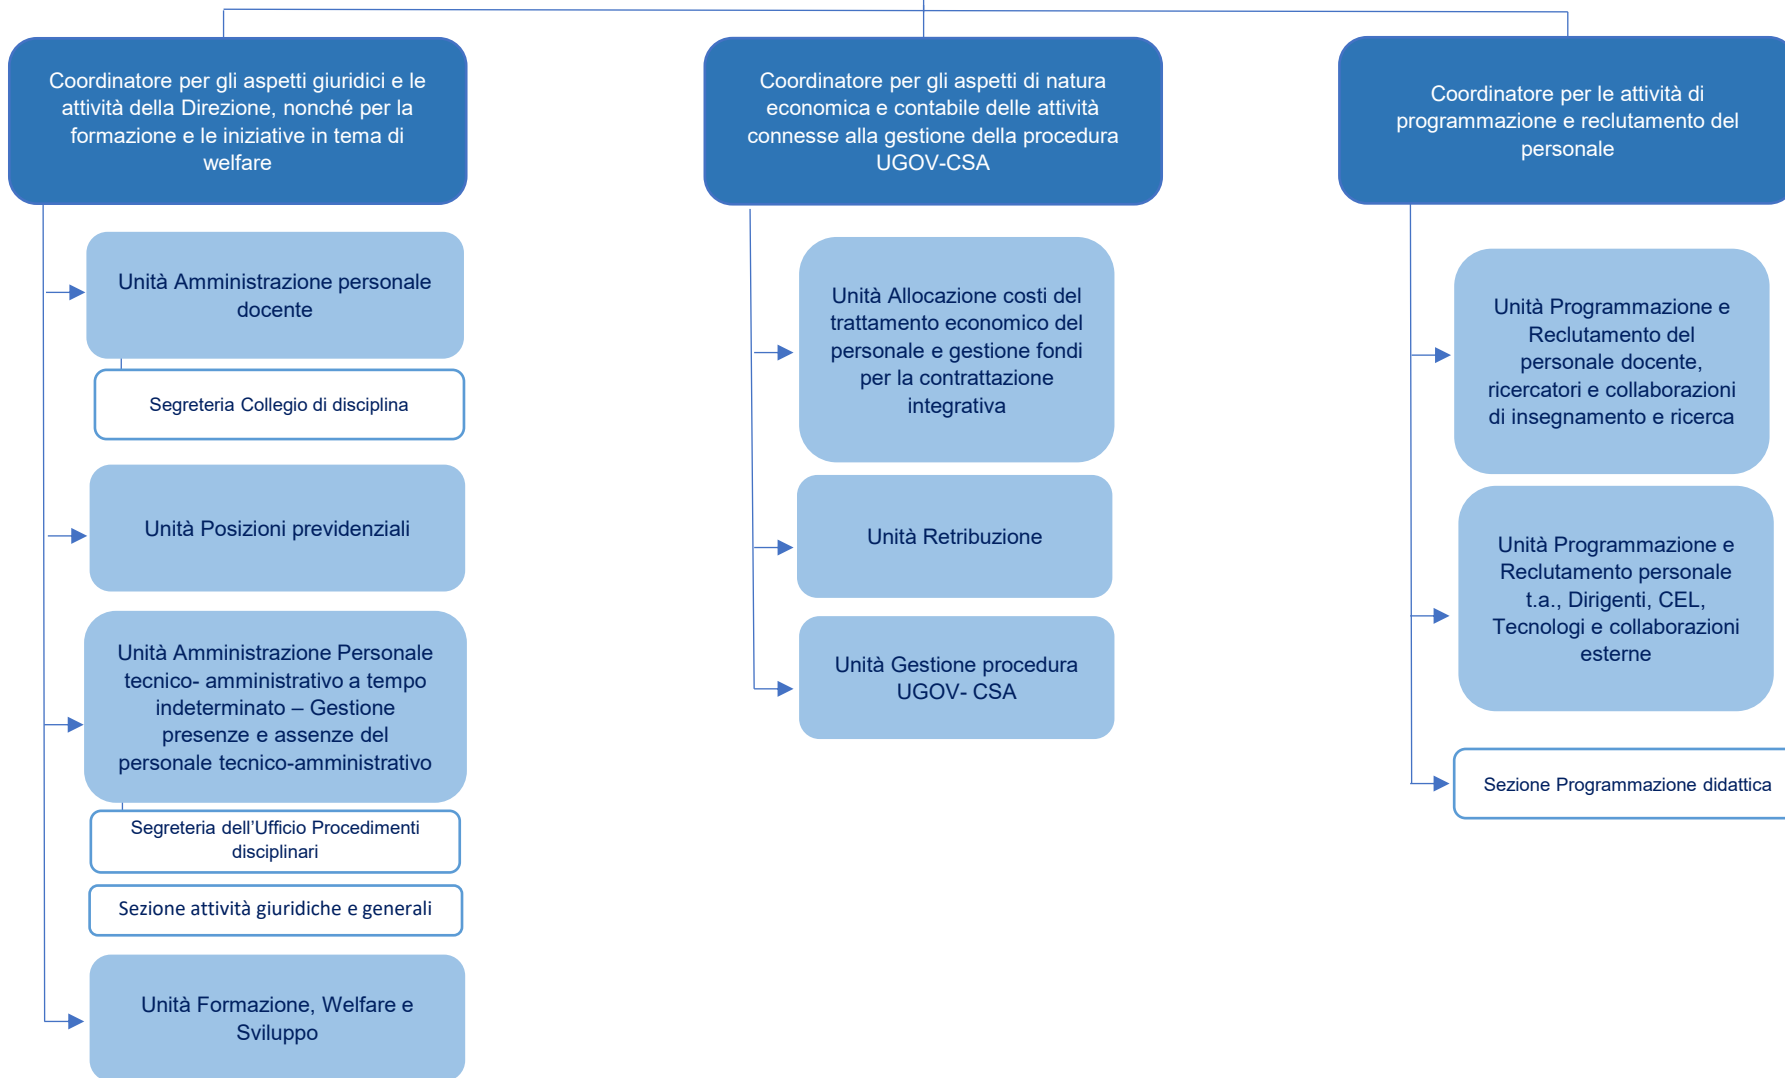 Coordinatore per gli aspetti giuridici e le
attività della Direzione, nonché per la
formazione e le iniziative in tema di
welfare
Unità Amministrazione personale
docente
Segreteria Collegio di disciplina
Unità Posizioni previdenziali
Unità Amministrazione Personale
tecnico- amministrativo a tempo
indeterminato – Gestione
presenze e assenze del
personale tecnico-amministrativo
Segreteria dell’Ufficio Procedimenti
disciplinari
Sezione attività giuridiche e generali
Unità Formazione, Welfare e
Sviluppo
Coordinatore per gli aspetti di natura
economica e contabile delle attività
connesse alla gestione della procedura
UGOV-CSA
Unità Allocazione costi del
trattamento economico del
personale e gestione fondi
per la contrattazione
integrativa
Unità Retribuzione
Unità Gestione procedura
UGOV- CSA
Coordinatore per le attività di
programmazione e reclutamento del
personale
Unità Programmazione e
Reclutamento del
personale docente,
ricercatori e collaborazioni
di insegnamento e ricerca
Unità Programmazione e
Reclutamento personale
t.a., Dirigenti, CEL,
Tecnologi e collaborazioni
esterne
Sezione Programmazione didattica